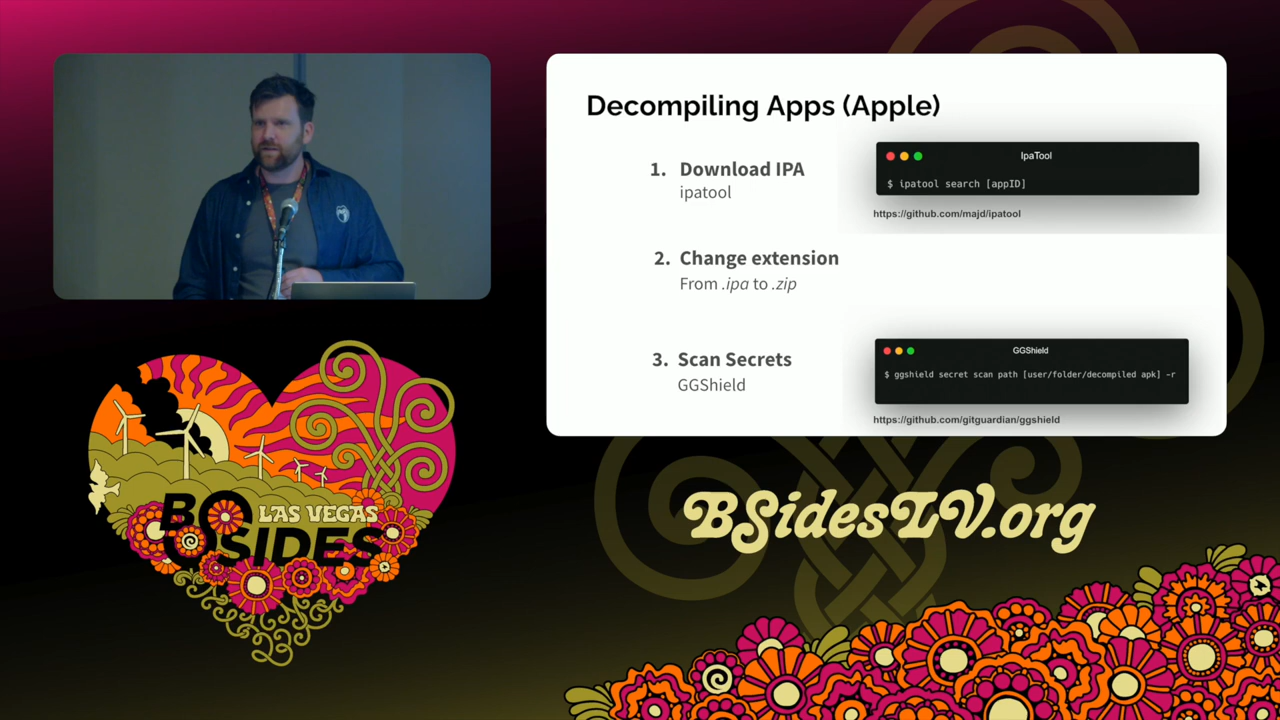 Decompiling Apps (Apple)
1. Download IPA
ipatool
IpaTool
$ ipatool search [appID]
https://github.com/majd/ipatool
2. Change extension
From .ipa to .zip
3. Scan Secrets
GGShield
GGShield
$ ggshield secret scan path [user/folder/decompiled apk] -r
https://github.com/gitguardian/ggshield
BSIDES
LAS VEGAS
BSidesLV.org